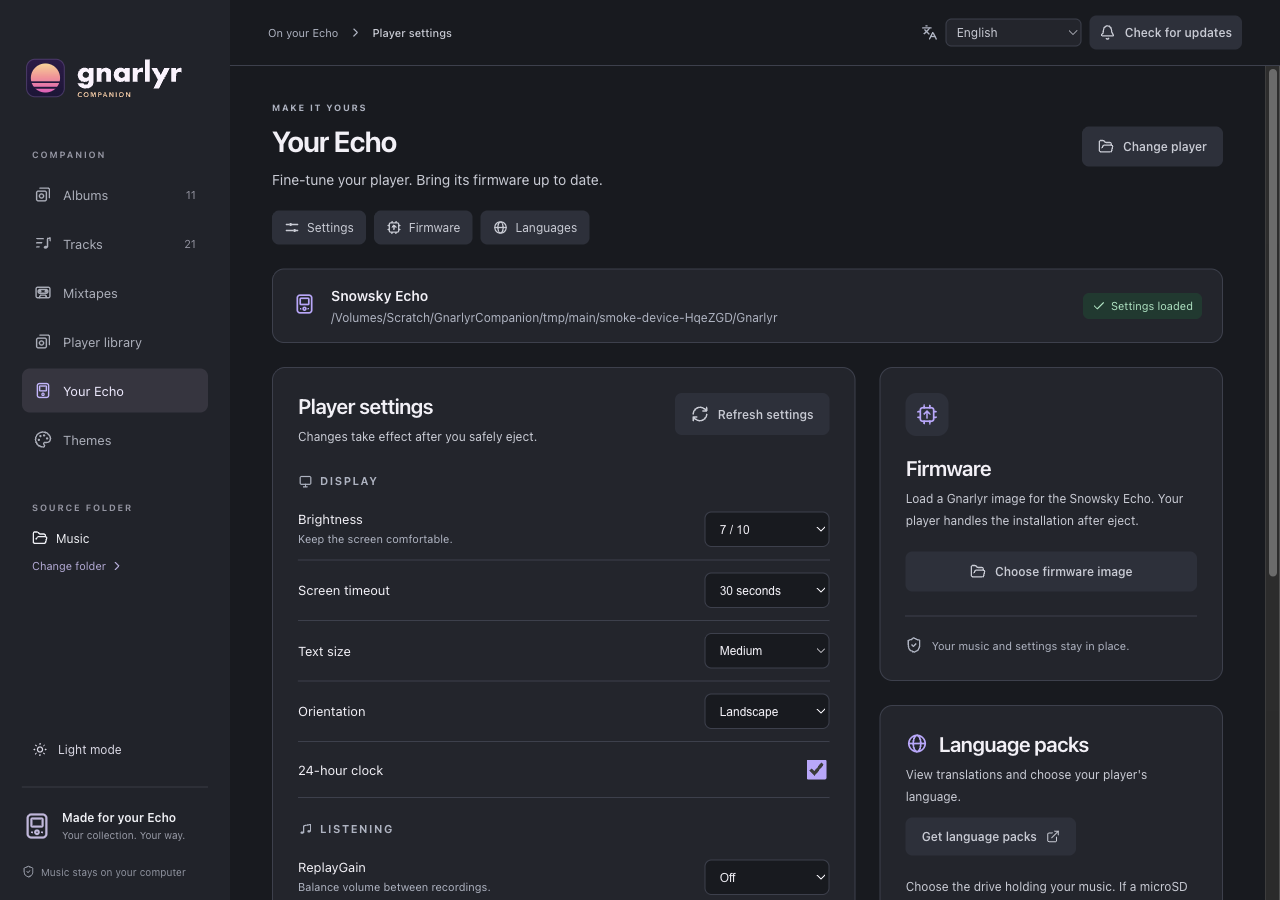 On your Echo
Player settings
English
Check for updates
gnarlyr
COMPANION
COMPANION
Albums 11
Tracks 21
Mixtapes
Player library
Your Echo
Themes
SOURCE FOLDER
Music
Change folder
Light mode
Made for your Echo
Your collection. Your way.
Music stays on your computer
MAKE IT YOURS
Your Echo
Fine-tune your player. Bring its firmware up to date.
Change player
Settings
Firmware
Languages
Snowsky Echo
/Volumes/Scratch/GnarlyrCompanion/tmp/main/smoke-device-HqeZGD/Gnarlyr
Settings loaded
Player settings
Changes take effect after you safely eject.
Refresh settings
DISPLAY
Brightness
Keep the screen comfortable.
7 / 10
Screen timeout
30 seconds
Text size
Medium
Orientation
Landscape
24-hour clock
LISTENING
ReplayGain
Balance volume between recordings.
Off
Firmware
Load a Gnarlyr image for the Snowsky Echo. Your
player handles the installation after eject.
Choose firmware image
Your music and settings stay in place.
Language packs
View translations and choose your player's
language.
Get language packs
Choose the drive holding your music. If a microSD